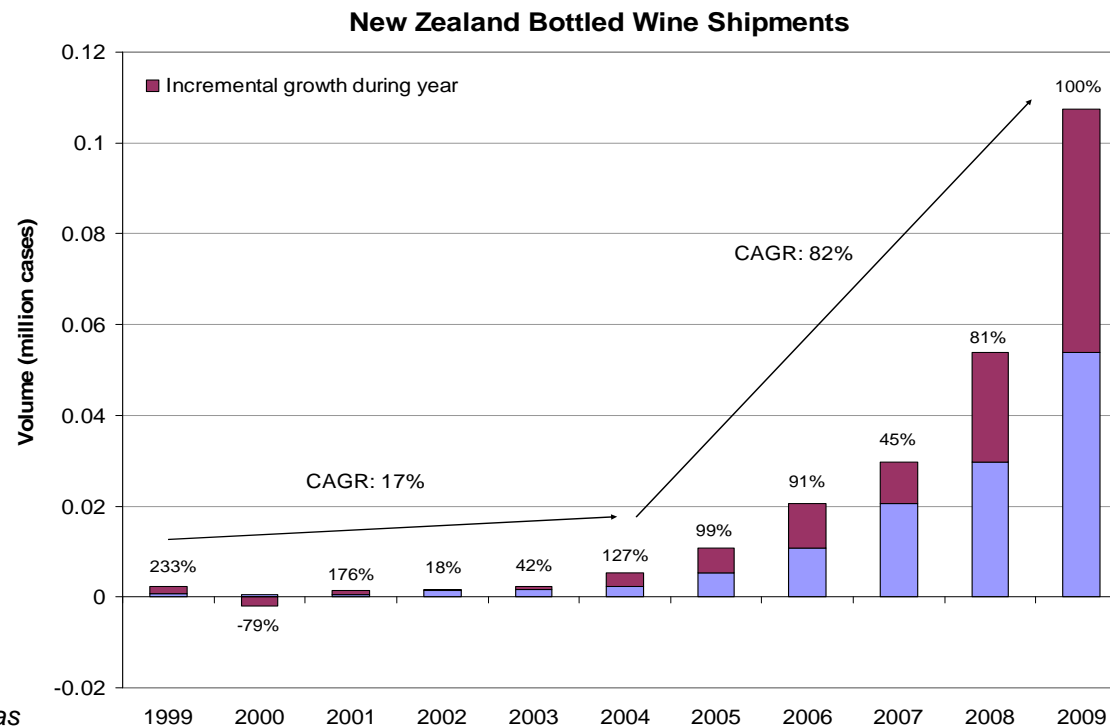 New Zealand Bottled Wine Shipments
0.12
Incremental growth during year
100%
0.1
0.08
CAGR: 82%
Volume (million cases)
0.06
81%
0.04
45%
CAGR: 17%
91%
0.02
99%
127%
233%
176%
18%
42%
0
-79%
-0.02
as
1999 2000 2001 2002 2003 2004 2005 2006 2007 2008 2009